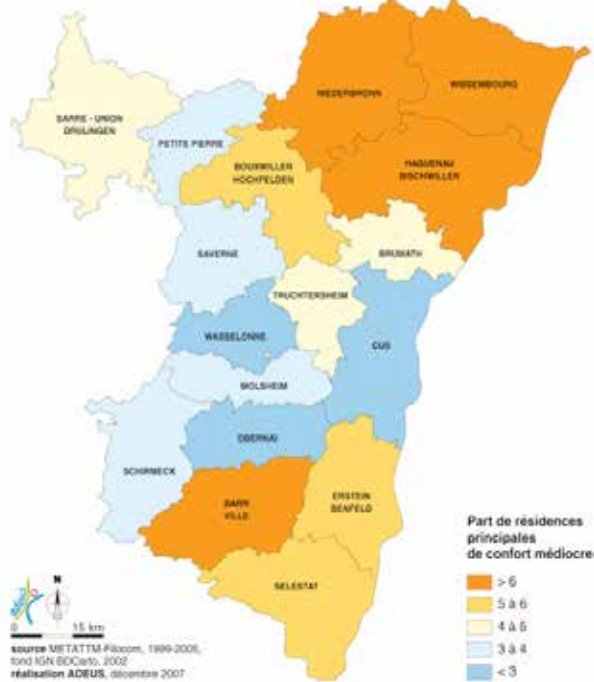 NIEDERBRONN
WISSEMBOURG
SARRE - UNION
DRULINGEN
PETITE PIERRE
HAGUENAU
BISCHWILLER
BOUXWILLER
HOCHFELDEN
SAVERNE
BRUMATH
TRUCHTERSHEIM
WASSELONNE
CUS
MOLSHEIM
OBERNAI
SCHIRMECK
BARR
VILLE
ERSTEIN
BENFELD
SELESTAT
Part de résidences
principales
de confort médiocre
> 6
5 à 6
4 à 5
3 à 4
< 3
N
0 15 km
source METATTM-Filocom, 1999-2005,
fond IGN BDCarto, 2002
réalisation ADEUS, décembre 2007